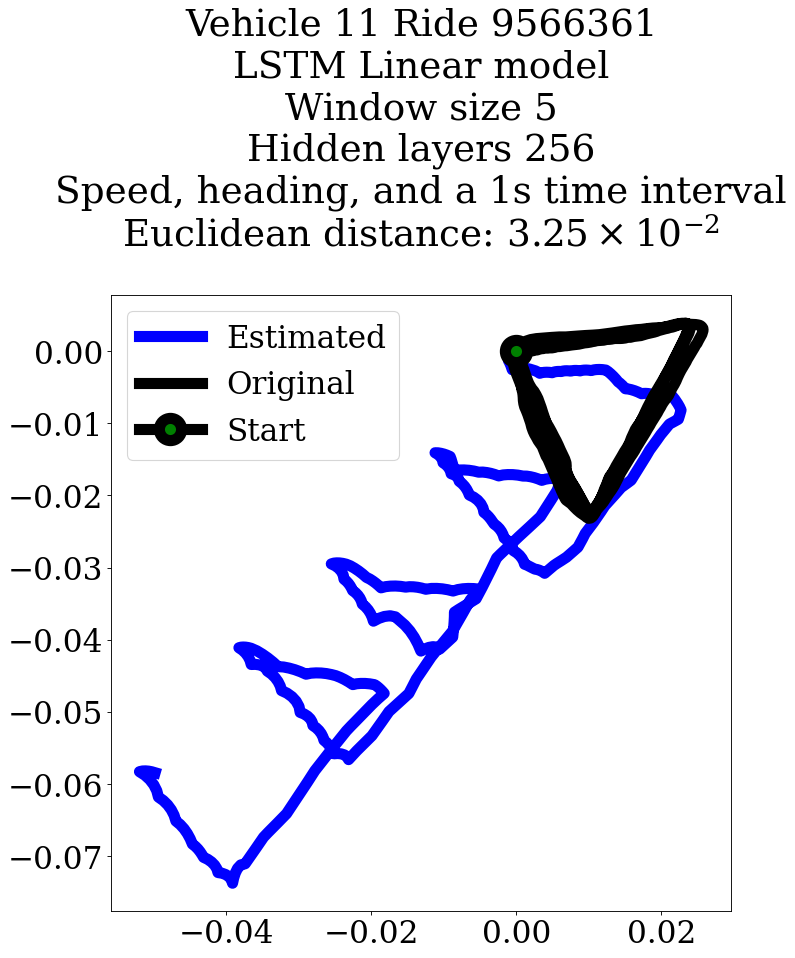 Vehicle 11 Ride 9566361
LSTM Linear model
Window size 5
Hidden layers 256
Speed, heading, and a 1s time interval
Euclidean distance: 3.25 × 10⁻²
Estimated
Original
Start
0.00
−0.01
−0.02
−0.03
−0.04
−0.05
−0.06
−0.07
−0.04 −0.02 0.00 0.02